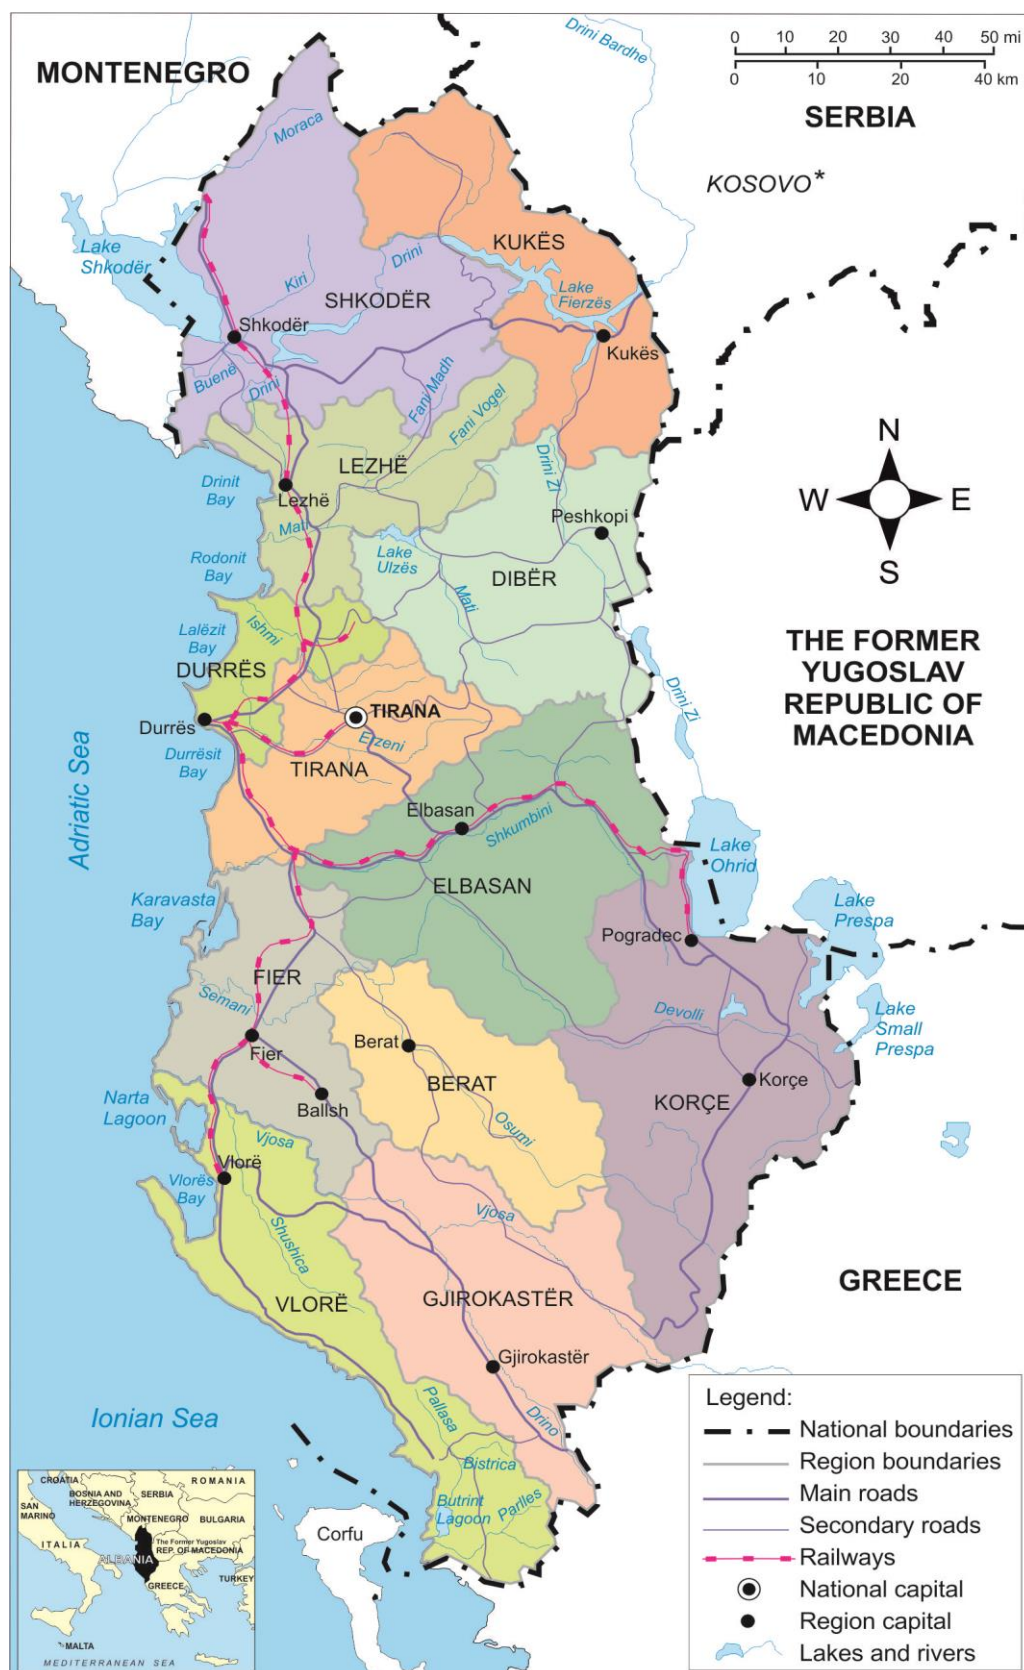 MONTENEGRO
Drini Bardhe
0 10 20 30 40 50 mi
0 10 20 40 km
SERBIA
KOSOVO*
Moraca
Lake
Shkodër
Kiri
Drini
KUKËS
Lake
Fierzës
SHKODËR
Shkodër
Kukës
Buenë
Drini
Fani Madh
Fani Vogel
LEZHË
Drini ZI
Drinit
Bay
Lezhë
Peshkopi
Mati
Rodonit
Bay
Lake
Ulzës
DIBËR
Mati
N
W E
S
Lalëzit
Bay
Ishmi
DURRËS
THE FORMER
YUGOSLAV
REPUBLIC OF
MACEDONIA
Drini Zi
Durrës
TIRANA
Erzeni
Durrësit
Bay
TIRANA
Adriatic Sea
Elbasan
Shkumbini
Lake
Ohrid
ELBASAN
Karavasta
Bay
Lake
Prespa
Pogradec
FIER
Semani
Devolli
Lake
Small
Prespa
Fier
Berat
BERAT
Korçe
KORÇE
Narta
Lagoon
Ballsh
Osumi
Vjosa
Vlorë
Vlorës
Bay
Vjosa
Shushica
GREECE
VLORË
GJIROKASTËR
Gjirokastër
Pallasa
Drino
Ionian Sea
Bistrica
Butrint
Lagoon
Parlles
Corfu
Legend:
National boundaries
Region boundaries
Main roads
Secondary roads
Railways
National capital
Region capital
Lakes and rivers
CROATIA
ROMANIA
BOSNIA AND
HERZEGOVINA
SERBIA
SAN
MARINO
MONTENEGRO
BULGARIA
ITALIA
The Former Yugoslav
REP. OF MACEDONIA
ALBANIA
GREECE
TURKEY
MALTA
MEDITERRANEAN SEA